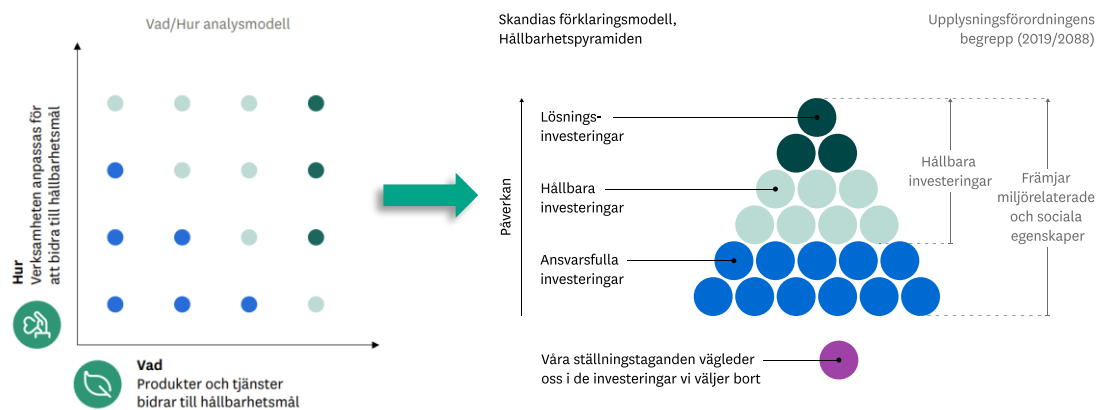 Vad/Hur analysmodell
Hur
Verksamheten anpassas för
att bidra till hållbarhetsmål
Vad
Produkter och tjänster
bidrar till hållbarhetsmål
Skandias förklaringsmodell,
Hållbarhetspyramiden
Upplysningsförordningens
begrepp (2019/2088)
Påverkan
Lösnings-
investeringar
Hållbara
investeringar
Ansvarsfulla
investeringar
Hållbara
investeringar
Främjar
miljörelaterade
och sociala
egenskaper
Våra ställningstaganden vägleder
oss i de investeringar vi väljer bort